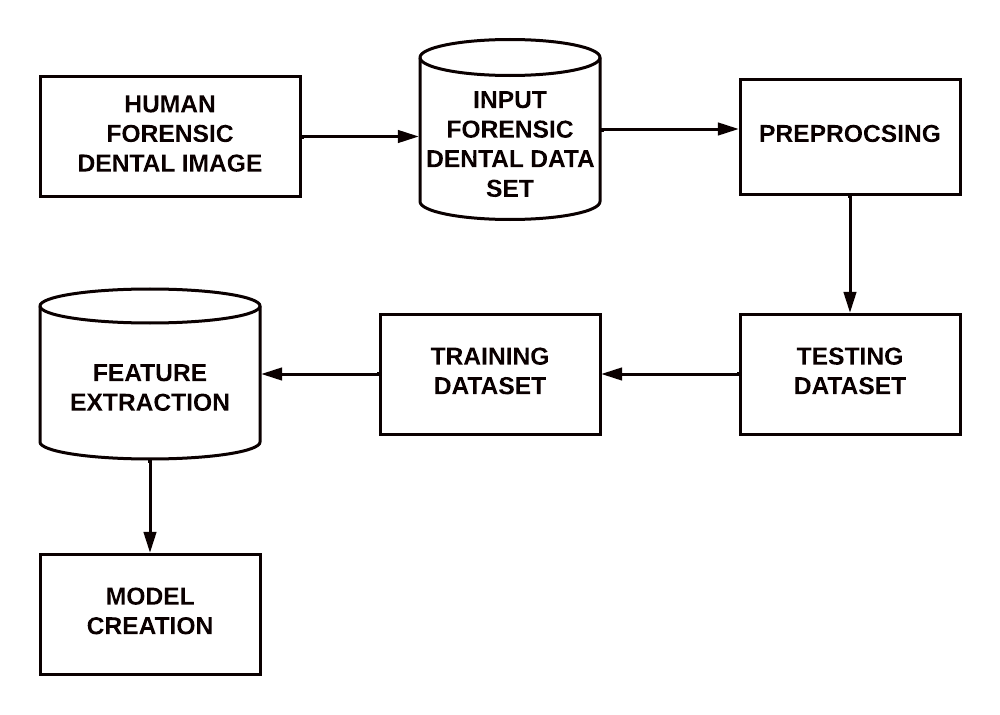 HUMAN
FORENSIC
DENTAL IMAGE
INPUT
FORENSIC
DENTAL DATA
SET
PREPROCSING
TESTING
DATASET
TRAINING
DATASET
FEATURE
EXTRACTION
MODEL
CREATION